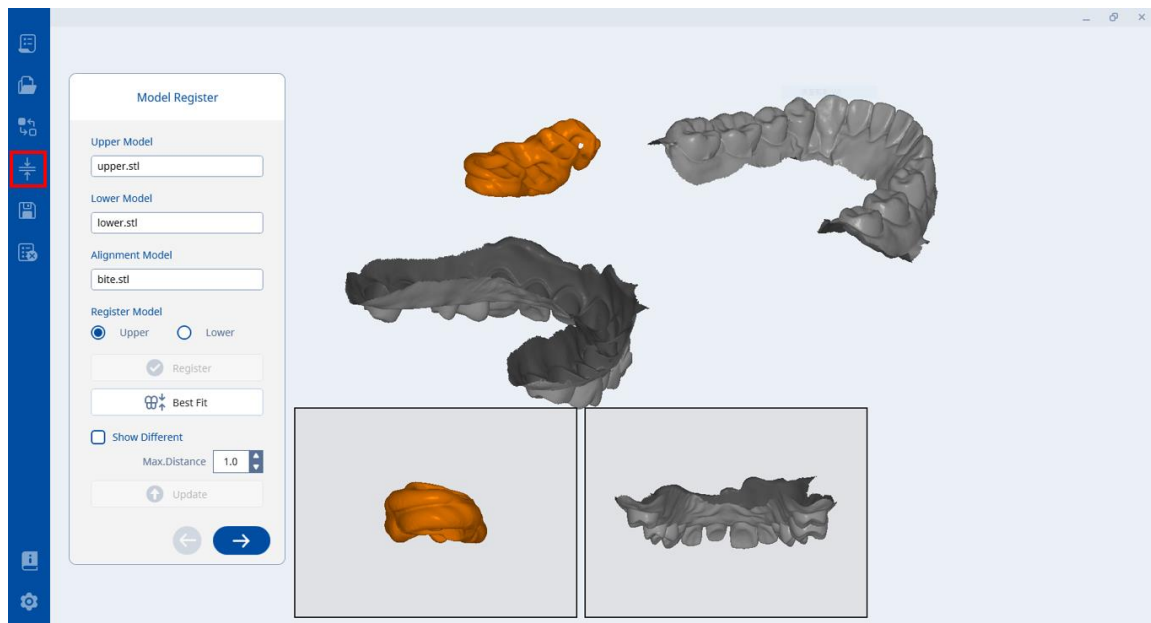 Model Register
Upper Model
upper.stl
Lower Model
lower.stl
Alignment Model
bite.stl
Register Model
Upper Lower
Register
Best Fit
Show Different
Max.Distance 1.0
Update